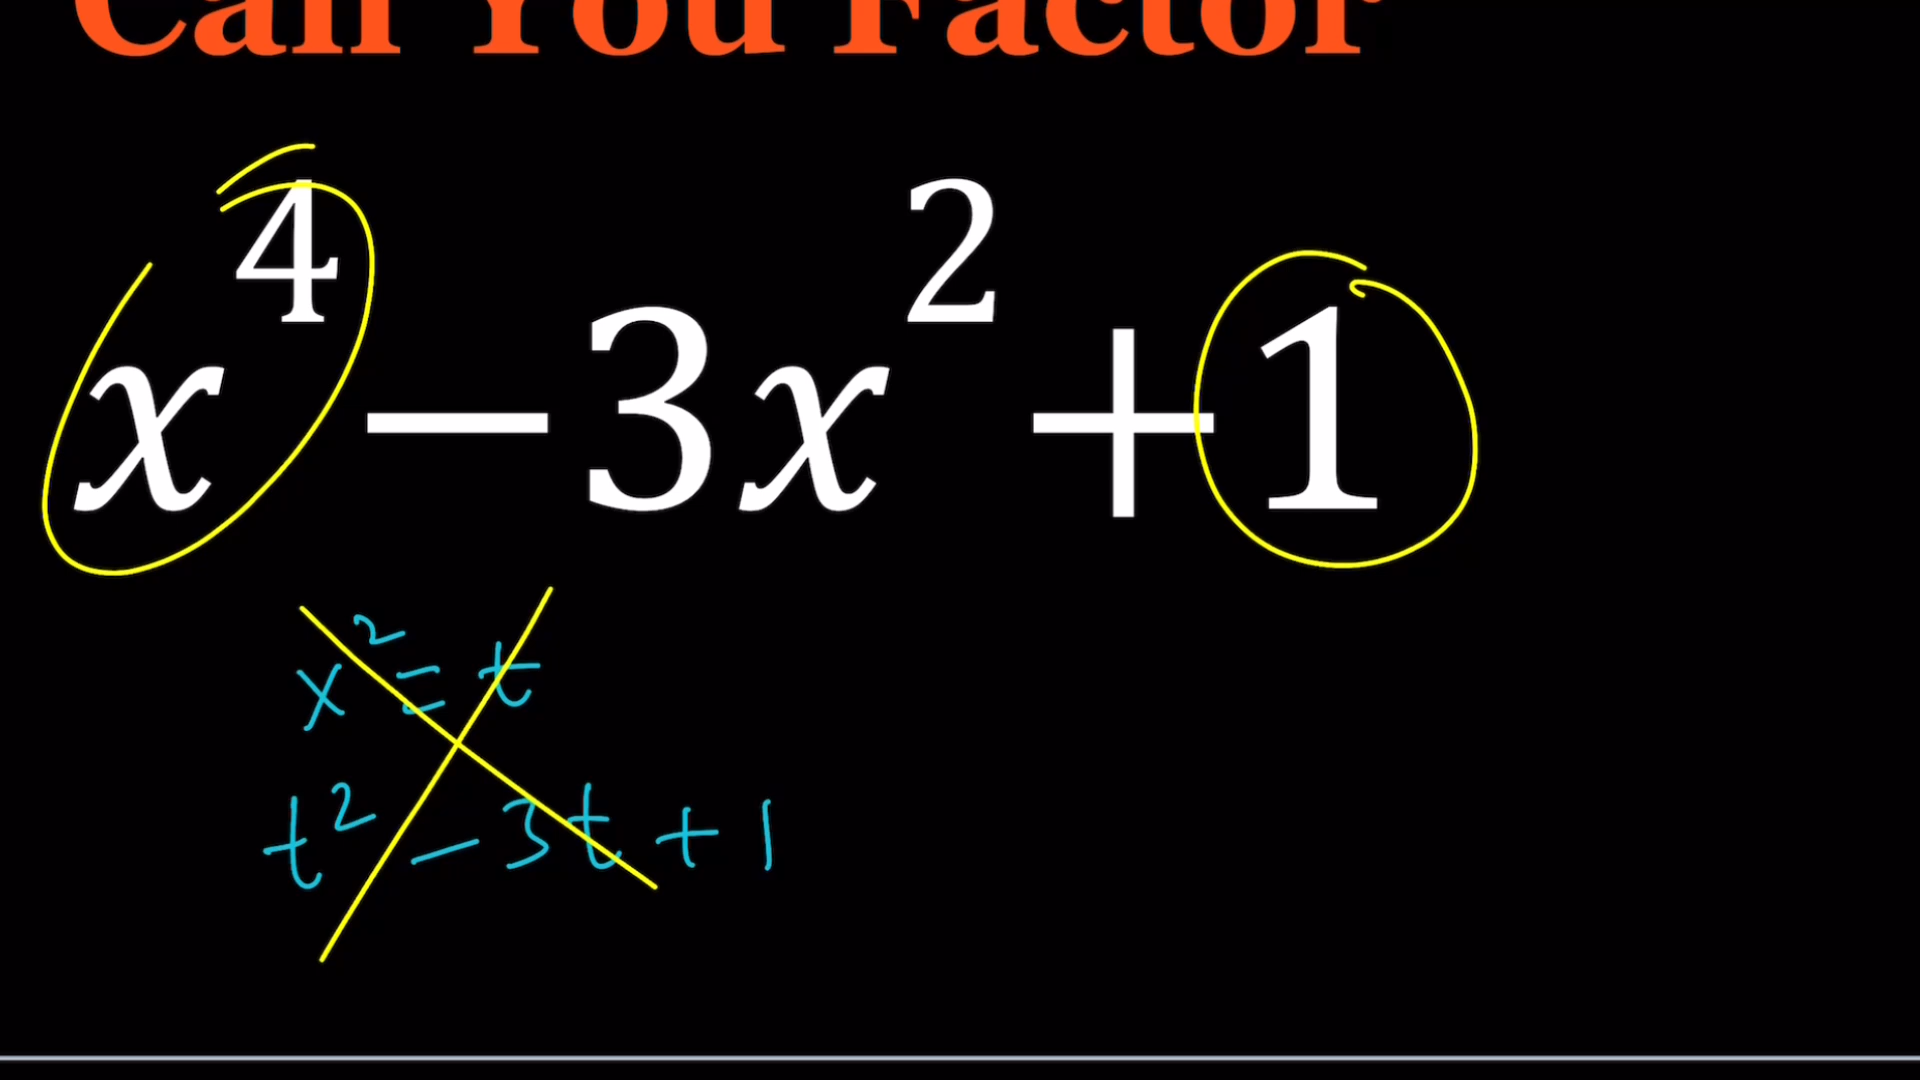 Can You Factor
x⁴ − 3x² + 1
x² = t
t² − 3t + 1